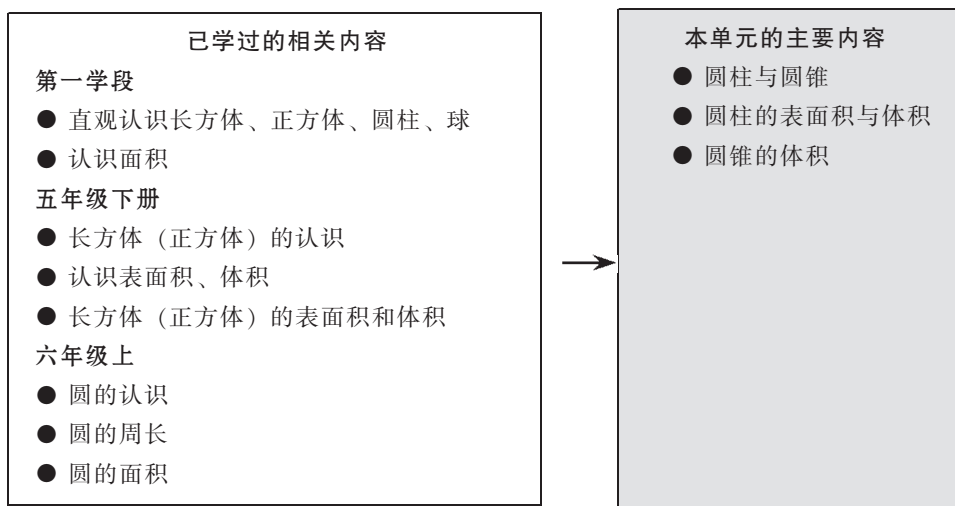 已学过的相关内容
第一学段
● 直观认识长方体、正方体、圆柱、球
● 认识面积
五年级下册
● 长方体（正方体）的认识
● 认识表面积、体积
● 长方体（正方体）的表面积和体积
六年级上
● 圆的认识
● 圆的周长
● 圆的面积
本单元的主要内容
● 圆柱与圆锥
● 圆柱的表面积与体积
● 圆锥的体积